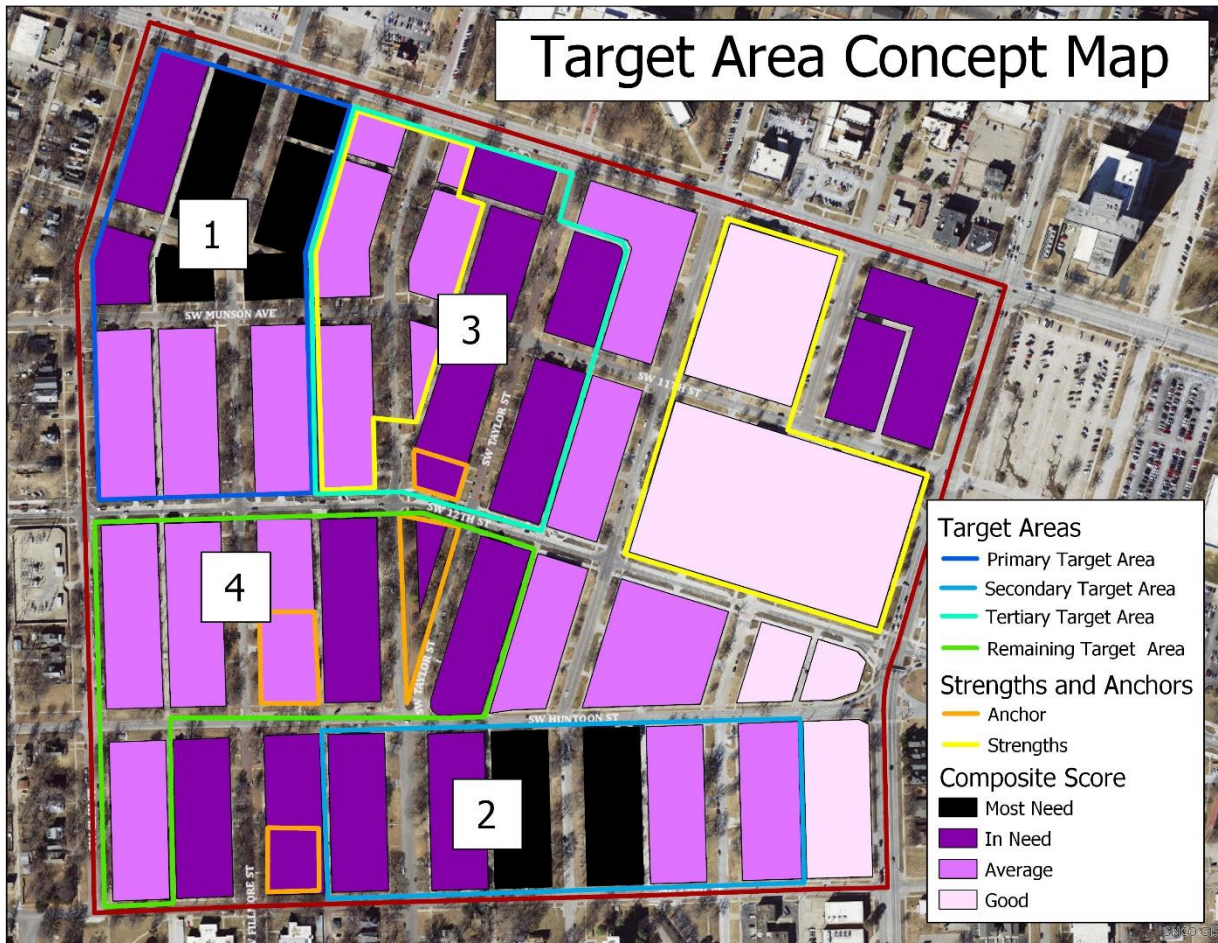 Target Area Concept Map
1
SW MUNSON AVE
3
SW 11TH ST
SW TAYLOR ST
SW 12TH ST
4
SW TAYLOR ST
SW HUNTOON ST
2
SW FILLMORE ST
Target Areas
Primary Target Area
Secondary Target Area
Tertiary Target Area
Remaining Target Area
Strengths and Anchors
Anchor
Strengths
Composite Score
Most Need
In Need
Average
Good